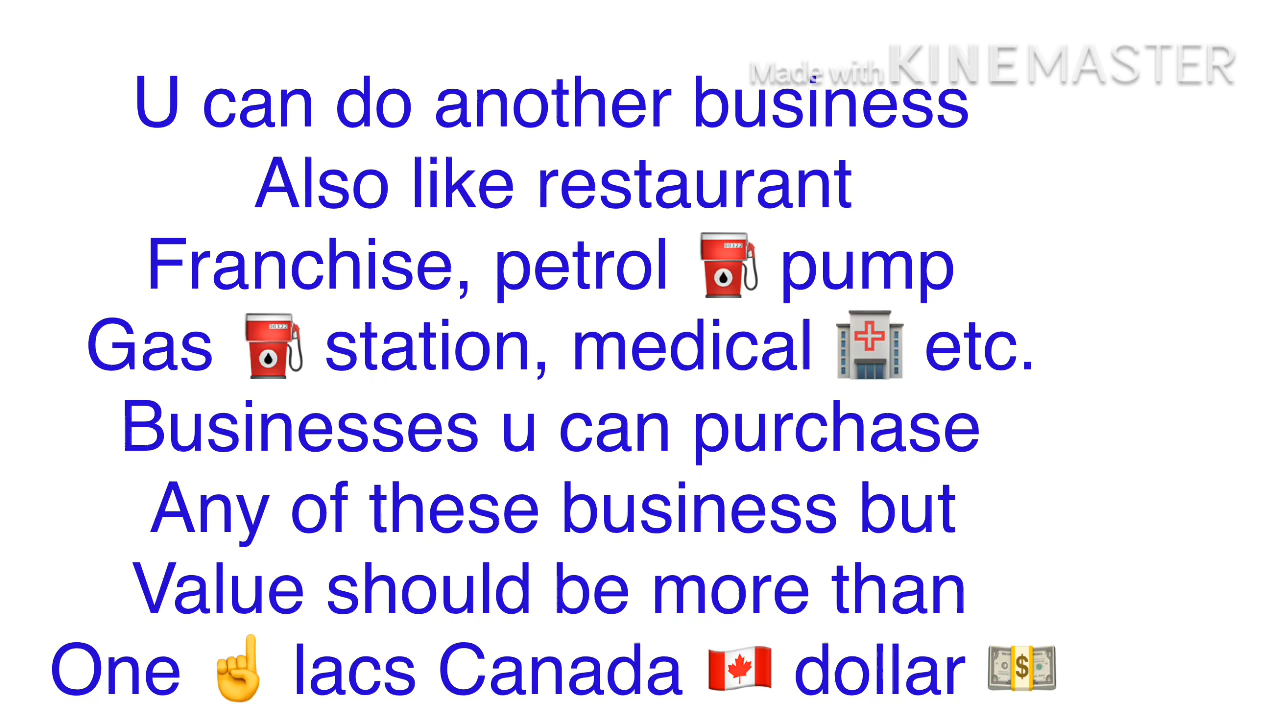 Made with KINEMASTER
U can do another business
Also like restaurant
Franchise, petrol ⛽ pump
Gas ⛽ station, medical 🏥 etc.
Businesses u can purchase
Any of these business but
Value should be more than
One ☝️ lacs Canada 🇨🇦 dollar 💵